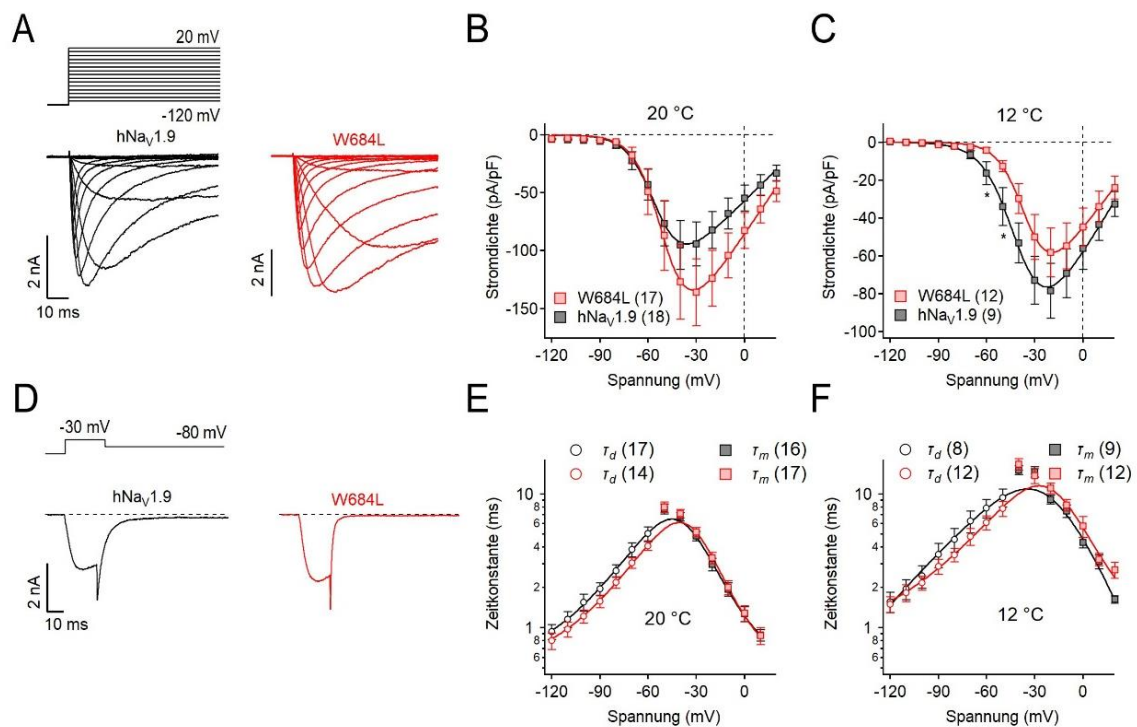 A
20 mV
-120 mV
hNaV1.9
W684L
2 nA
10 ms
2 nA
B
20 °C
0
-50
-100
-150
Stromdichte (pA/pF)
W684L (17)
hNaV1.9 (18)
-120 -90 -60 -30 0
Spannung (mV)
C
12 °C
0
-20
-40
-60
-80
-100
Stromdichte (pA/pF)
*
*
W684L (12)
hNaV1.9 (9)
-120 -90 -60 -30 0
Spannung (mV)
D
-30 mV
-80 mV
hNaV1.9
W684L
2 nA
10 ms
E
τd (17) τm (16)
τd (14) τm (17)
10
8
6
4
2
1
8
6
Zeitkonstante (ms)
20 °C
-120 -90 -60 -30 0
Spannung (mV)
F
τd (8) τm (9)
τd (12) τm (12)
10
8
6
4
2
1
8
6
Zeitkonstante (ms)
12 °C
-120 -90 -60 -30 0
Spannung (mV)